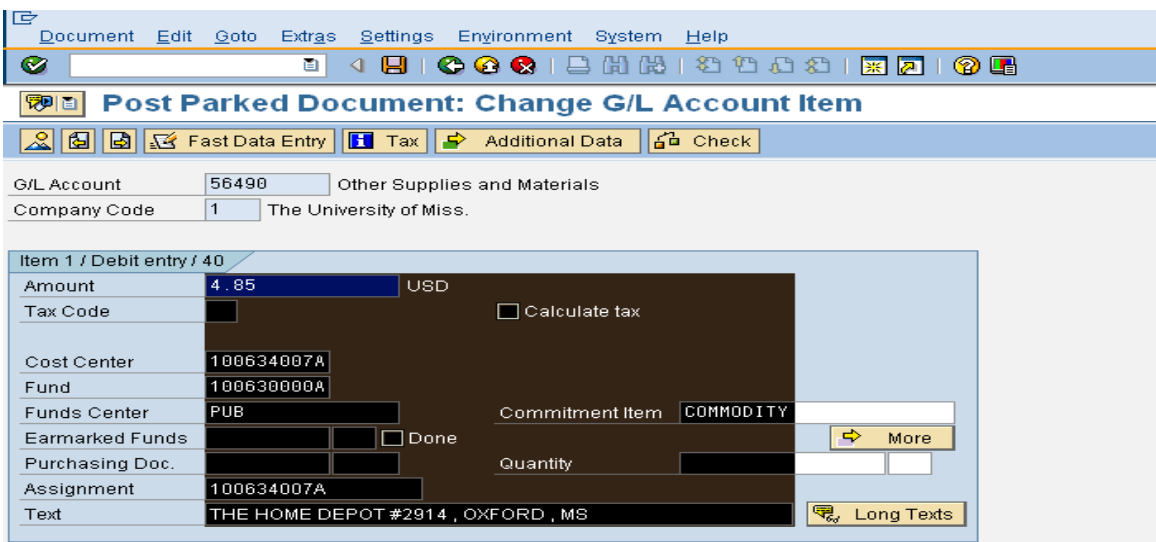 Document Edit Goto Extras Settings Environment System Help
Post Parked Document: Change G/L Account Item
Fast Data Entry Tax Additional Data Check
G/L Account 56490 Other Supplies and Materials
Company Code 1 The University of Miss.
Item 1 / Debit entry / 40
Amount 4.85 USD
Tax Code Calculate tax
Cost Center 100634007A
Fund 100630000A
Funds Center PUB Commitment Item COMMODITY
Earmarked Funds Done More
Purchasing Doc. Quantity
Assignment 100634007A
Text THE HOME DEPOT #2914 , OXFORD , MS Long Texts